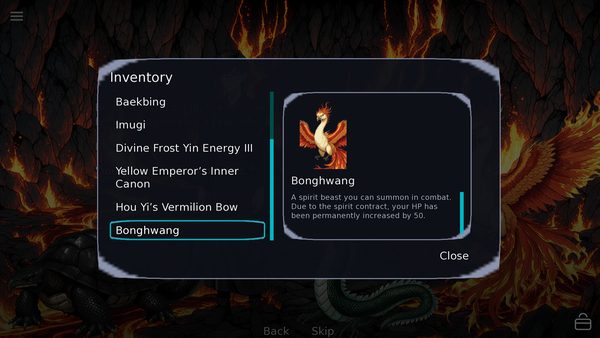 Inventory
Baekbing
Imugi
Divine Frost Yin Energy III
Yellow Emperor's Inner
Canon
Hou Yi's Vermilion Bow
Bonghwang
Bonghwang
A spirit beast you can summon in combat.
Due to the spirit contract, your HP has
been permanently increased by 50.
Close
Back Skip